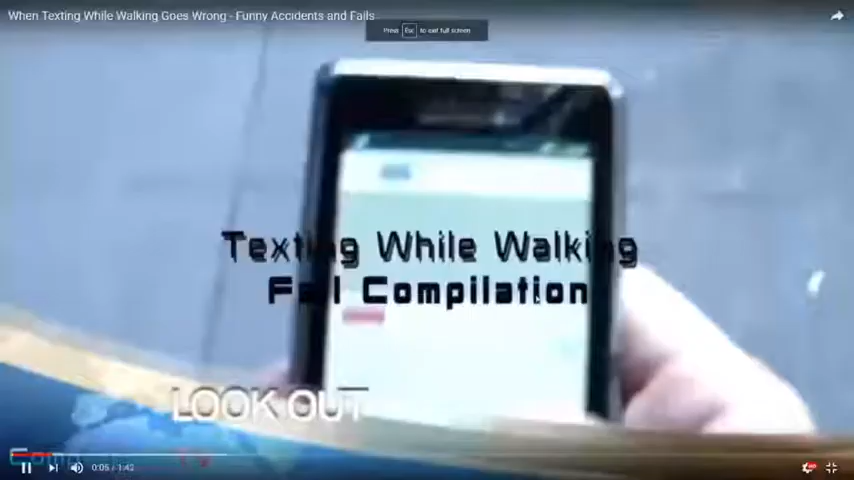 When Texting While Walking Goes Wrong - Funny Accidents and Fails
Press Esc to exit full screen
Texting While Walking
Fail Compilation
LOOK OUT
0:05 / 1:42